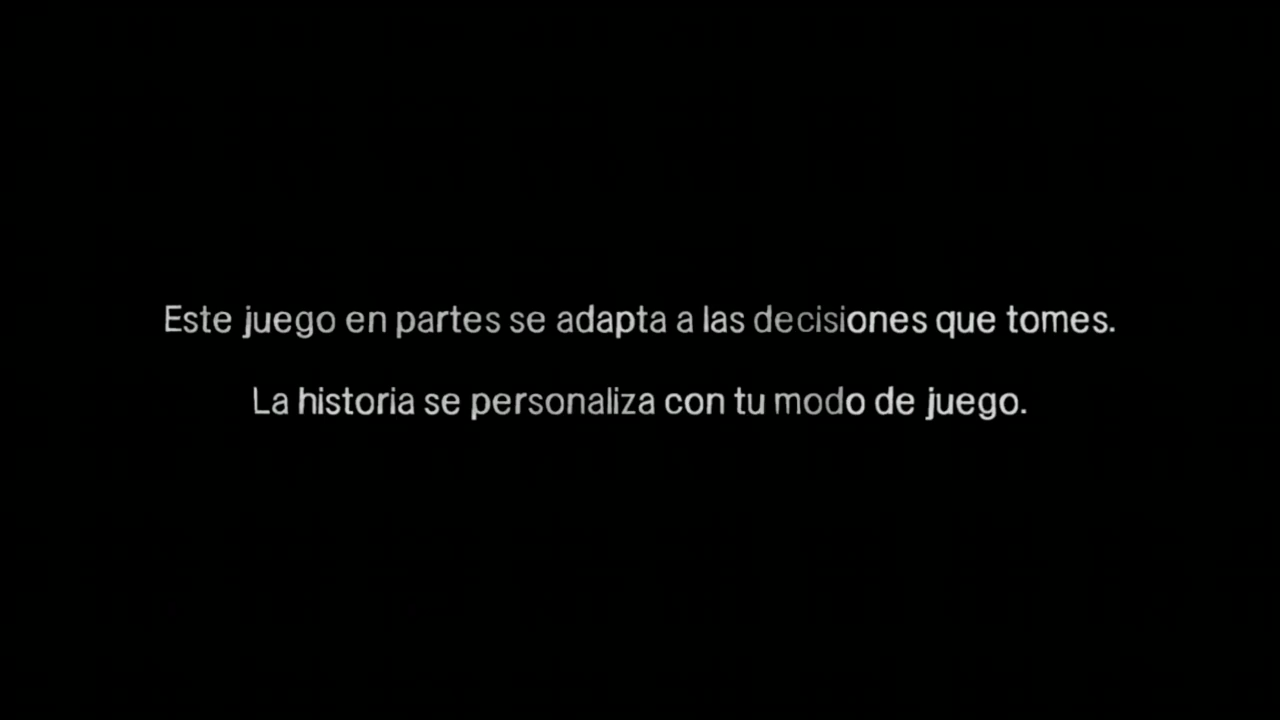 Este juego en partes se adapta a las decisiones que tomes.
La historia se personaliza con tu modo de juego.